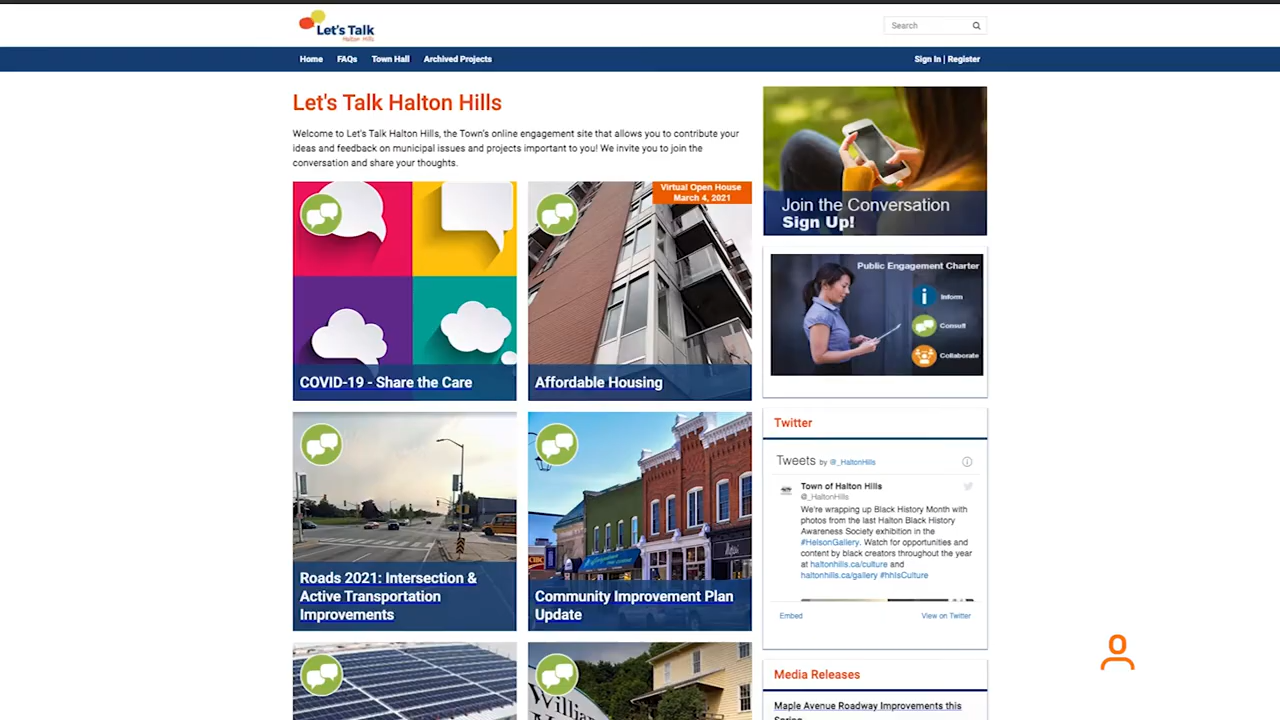 Let's Talk
Halton Hills
Search
Home FAQs Town Hall Archived Projects Sign In | Register
Let's Talk Halton Hills
Welcome to Let's Talk Halton Hills, the Town's online engagement site that allows you to contribute your
ideas and feedback on municipal issues and projects important to you! We invite you to join the
conversation and share your thoughts.
COVID-19 - Share the Care
Virtual Open House
March 4, 2021
Affordable Housing
Roads 2021: Intersection &
Active Transportation
Improvements
CIBC
Community Improvement Plan
Update
William
Join the Conversation
Sign Up!
Public Engagement Charter
Inform
Consult
Collaborate
Twitter
Tweets by @_HaltonHills
Town of Halton Hills
@_HaltonHills
We're wrapping up Black History Month with
photos from the last Halton Black History
Awareness Society exhibition in the
#HelsonGallery. Watch for opportunities and
content by black creators throughout the year
at haltonhills.ca/culture and
haltonhills.ca/gallery #hhIsCulture
Embed View on Twitter
Media Releases
Maple Avenue Roadway Improvements this
Spring